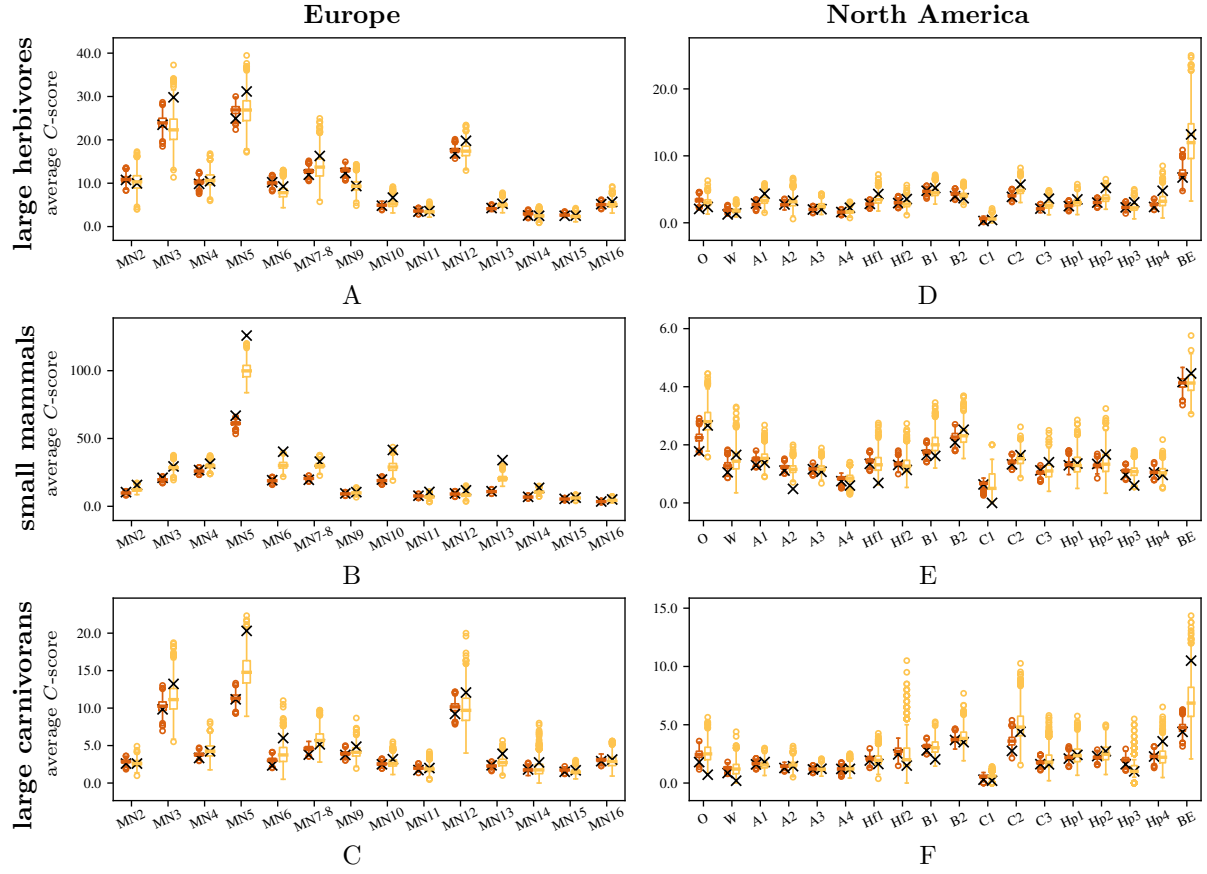 Europe
North America
large herbivores
average C-score
40.0
30.0
20.0
10.0
0.0
MN2 MN3 MN4 MN5 MN6 MN7-8 MN9 MN10 MN11 MN12 MN13 MN14 MN15 MN16
A
20.0
10.0
0.0
O W A1 A2 A3 A4 Hf1 Hf2 B1 B2 C1 C2 C3 Hp1 Hp2 Hp3 Hp4 BE
D
small mammals
average C-score
100.0
50.0
0.0
MN2 MN3 MN4 MN5 MN6 MN7-8 MN9 MN10 MN11 MN12 MN13 MN14 MN15 MN16
B
6.0
4.0
2.0
0.0
O W A1 A2 A3 A4 Hf1 Hf2 B1 B2 C1 C2 C3 Hp1 Hp2 Hp3 Hp4 BE
E
large carnivorans
average C-score
20.0
15.0
10.0
5.0
0.0
MN2 MN3 MN4 MN5 MN6 MN7-8 MN9 MN10 MN11 MN12 MN13 MN14 MN15 MN16
C
15.0
10.0
5.0
0.0
O W A1 A2 A3 A4 Hf1 Hf2 B1 B2 C1 C2 C3 Hp1 Hp2 Hp3 Hp4 BE
F